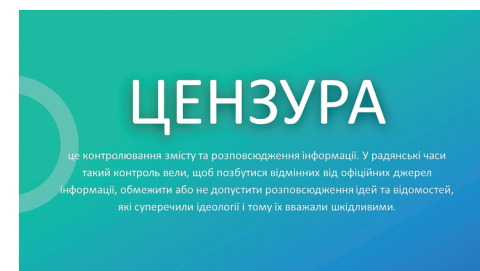 ЦЕНЗУРА
це контролювання змісту та розповсюдження інформації. У радянські часи
такий контроль вели, щоб позбутися відмінних від офіційних джерел
інформації, обмежити або не допустити розповсюдження ідей та відомостей,
які суперечили ідеології і тому їх вважали шкідливими.